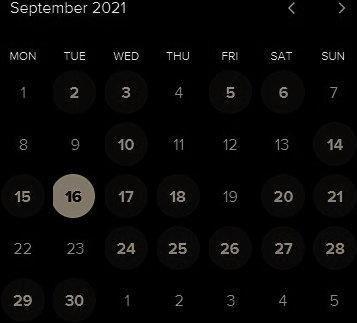 September 2021
MON TUE WED THU FRI SAT SUN
1 2 3 4 5 6 7
8 9 10 11 12 13 14
15 16 17 18 19 20 21
22 23 24 25 26 27 28
29 30 1 2 3 4 5